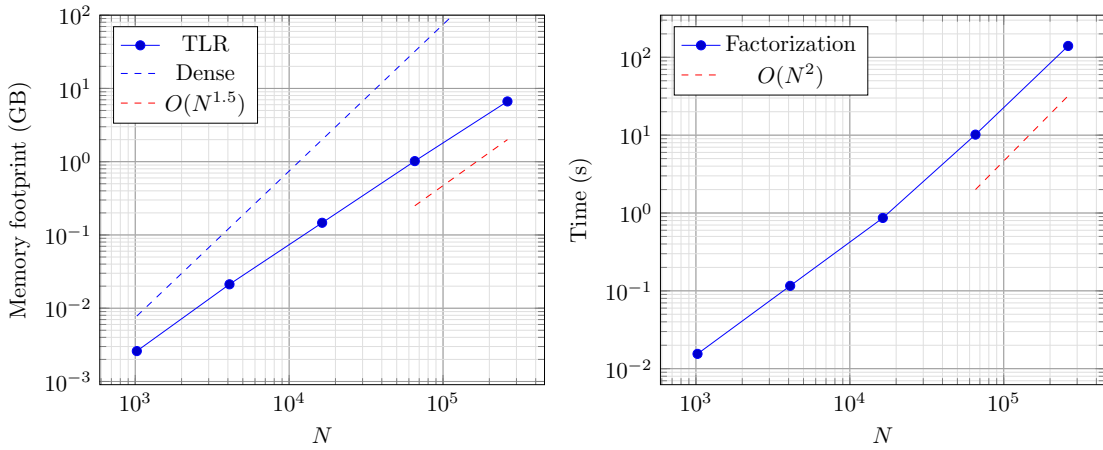 10^2
10^1
10^0
10^{-1}
10^{-2}
10^{-3}
Memory footprint (GB)
TLR
Dense
O(N^{1.5})
10^3
10^4
10^5
N
10^2
10^1
10^0
10^{-1}
10^{-2}
Time (s)
Factorization
O(N^2)
10^3
10^4
10^5
N